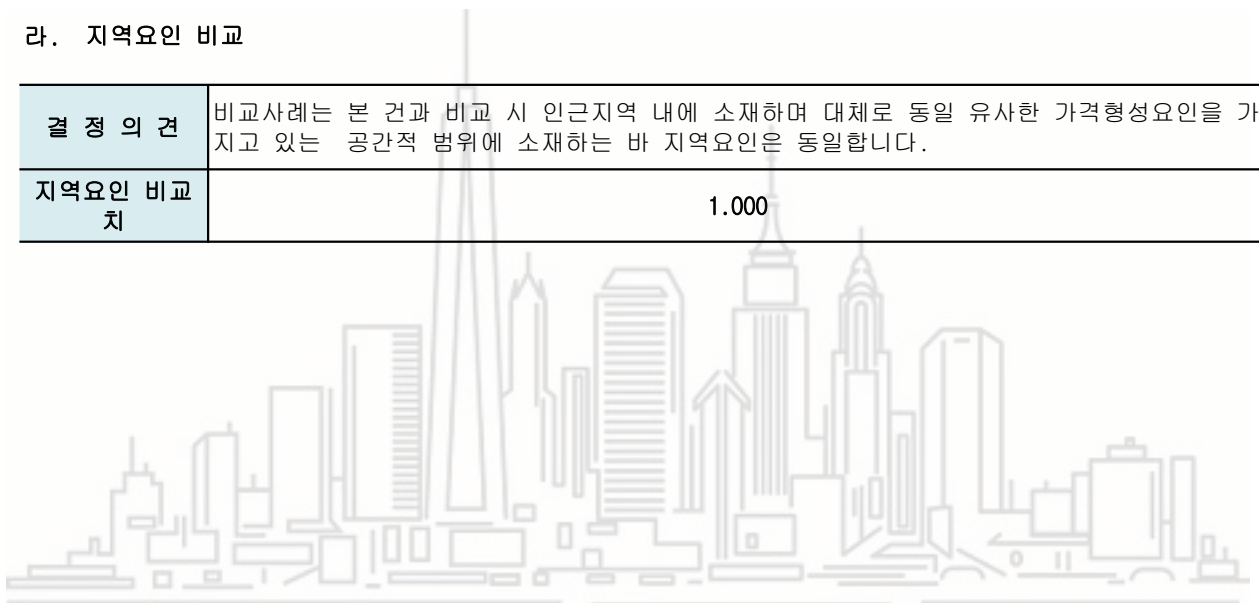 라. 지역요인 비교
결 정 의 견
비교사례는 본 건과 비교 시 인근지역 내에 소재하며 대체로 동일 유사한 가격형성요인을 가
지고 있는 공간적 범위에 소재하는 바 지역요인은 동일합니다.
지역요인 비교
치
1.000